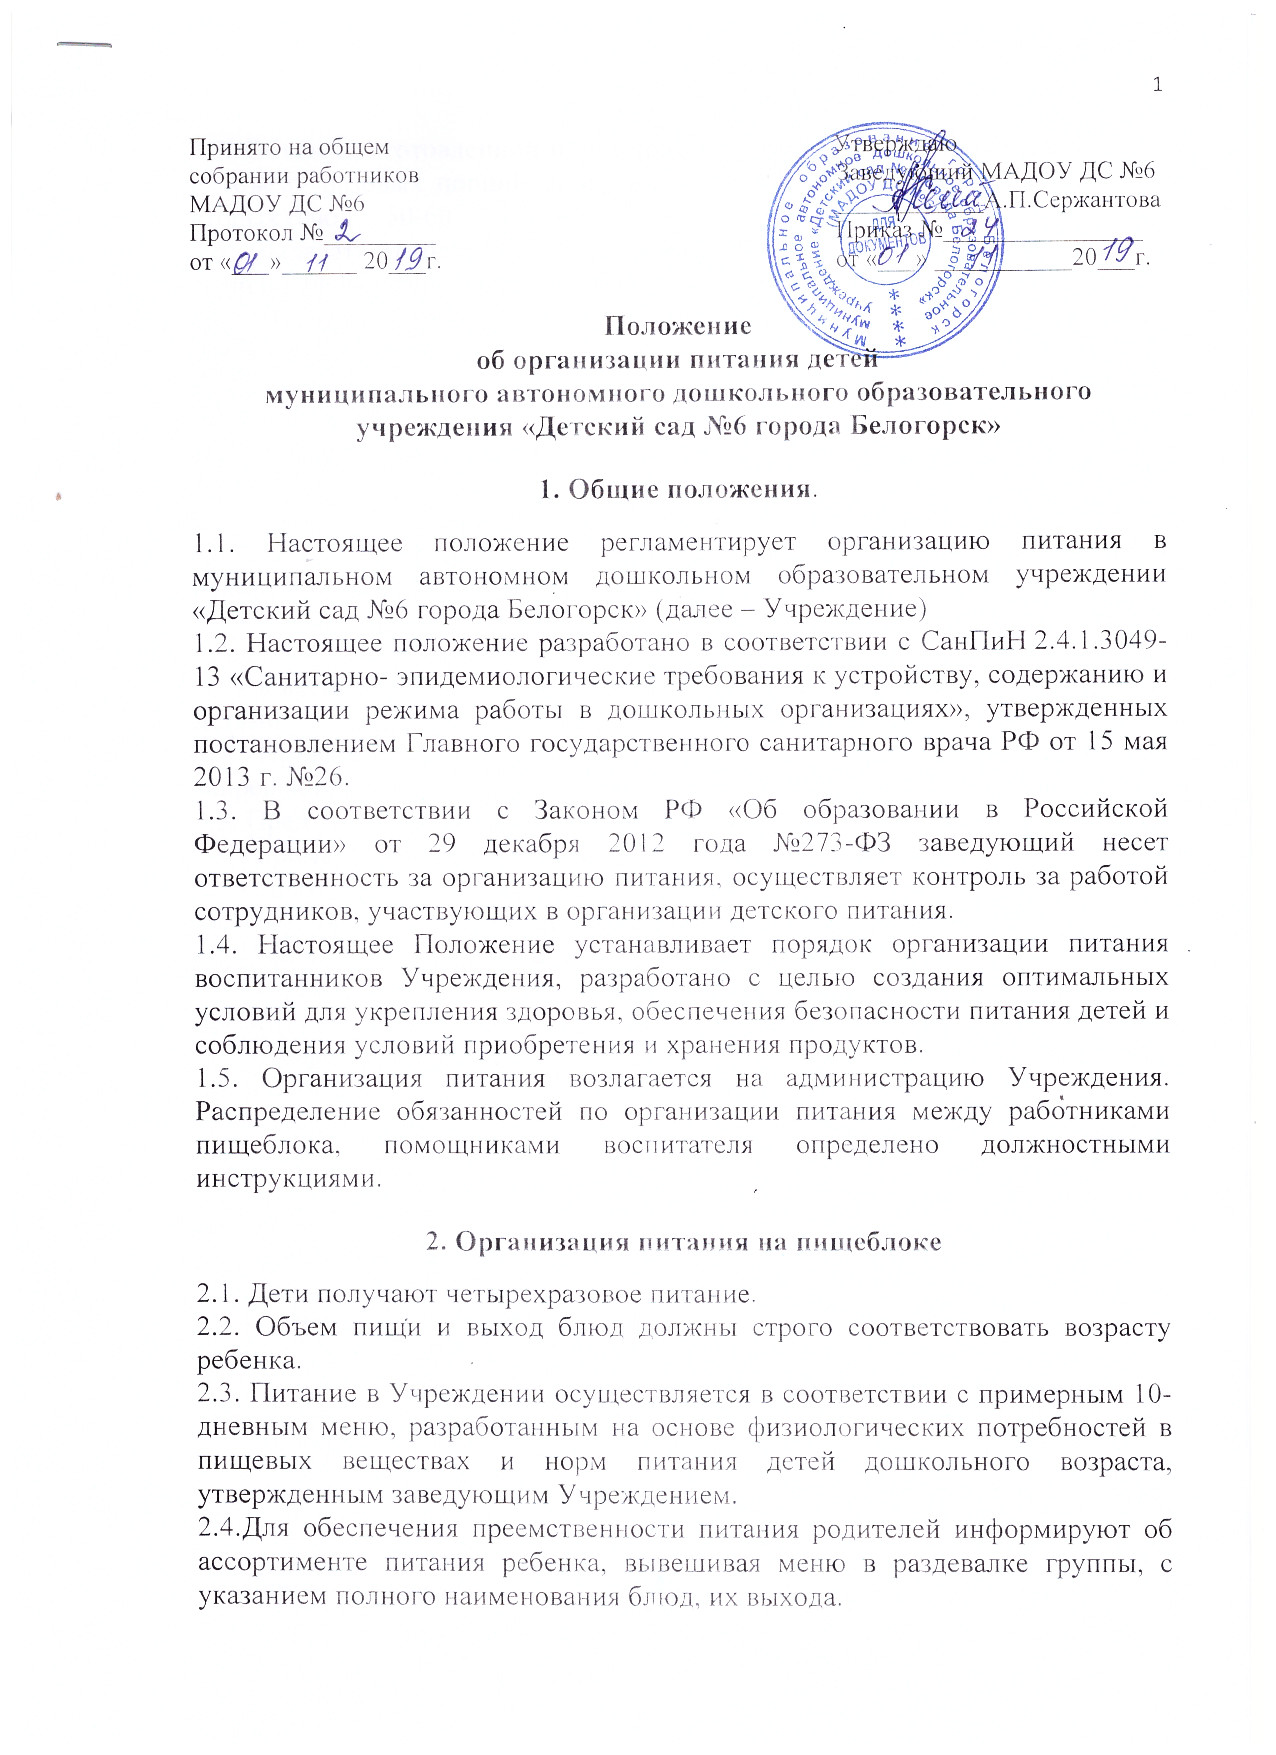 1
Принято на общем
собрании работников
МАДОУ ДС №6
Протокол № 2
от «01» 11 2019 г.
Утверждаю
Заведующий МАДОУ ДС №6
А.П.Сержантова
Приказ №
от «01» 11 2019 г.
ДЛЯ
ДОКУМЕНТОВ
Положение
об организации питания детей
муниципального автономного дошкольного образовательного
учреждения «Детский сад №6 города Белогорск»
1. Общие положения.
1.1. Настоящее положение регламентирует организацию питания в
муниципальном автономном дошкольном образовательном учреждении
«Детский сад №6 города Белогорск» (далее – Учреждение)
1.2. Настоящее положение разработано в соответствии с СанПиН 2.4.1.3049-
13 «Санитарно- эпидемиологические требования к устройству, содержанию и
организации режима работы в дошкольных организациях», утвержденных
постановлением Главного государственного санитарного врача РФ от 15 мая
2013 г. №26.
1.3. В соответствии с Законом РФ «Об образовании в Российской
Федерации» от 29 декабря 2012 года №273-ФЗ заведующий несет
ответственность за организацию питания, осуществляет контроль за работой
сотрудников, участвующих в организации детского питания.
1.4. Настоящее Положение устанавливает порядок организации питания
воспитанников Учреждения, разработано с целью создания оптимальных
условий для укрепления здоровья, обеспечения безопасности питания детей и
соблюдения условий приобретения и хранения продуктов.
1.5. Организация питания возлагается на администрацию Учреждения.
Распределение обязанностей по организации питания между работниками
пищеблока, помощниками воспитателя определено должностными
инструкциями.
2. Организация питания на пищеблоке
2.1. Дети получают четырехразовое питание.
2.2. Объем пищи и выход блюд должны строго соответствовать возрасту
ребенка.
2.3. Питание в Учреждении осуществляется в соответствии с примерным 10-
дневным меню, разработанным на основе физиологических потребностей в
пищевых веществах и норм питания детей дошкольного возраста,
утвержденным заведующим Учреждением.
2.4.Для обеспечения преемственности питания родителей информируют об
ассортименте питания ребенка, вывешивая меню в раздевалке группы, с
указанием полного наименования блюд, их выхода.